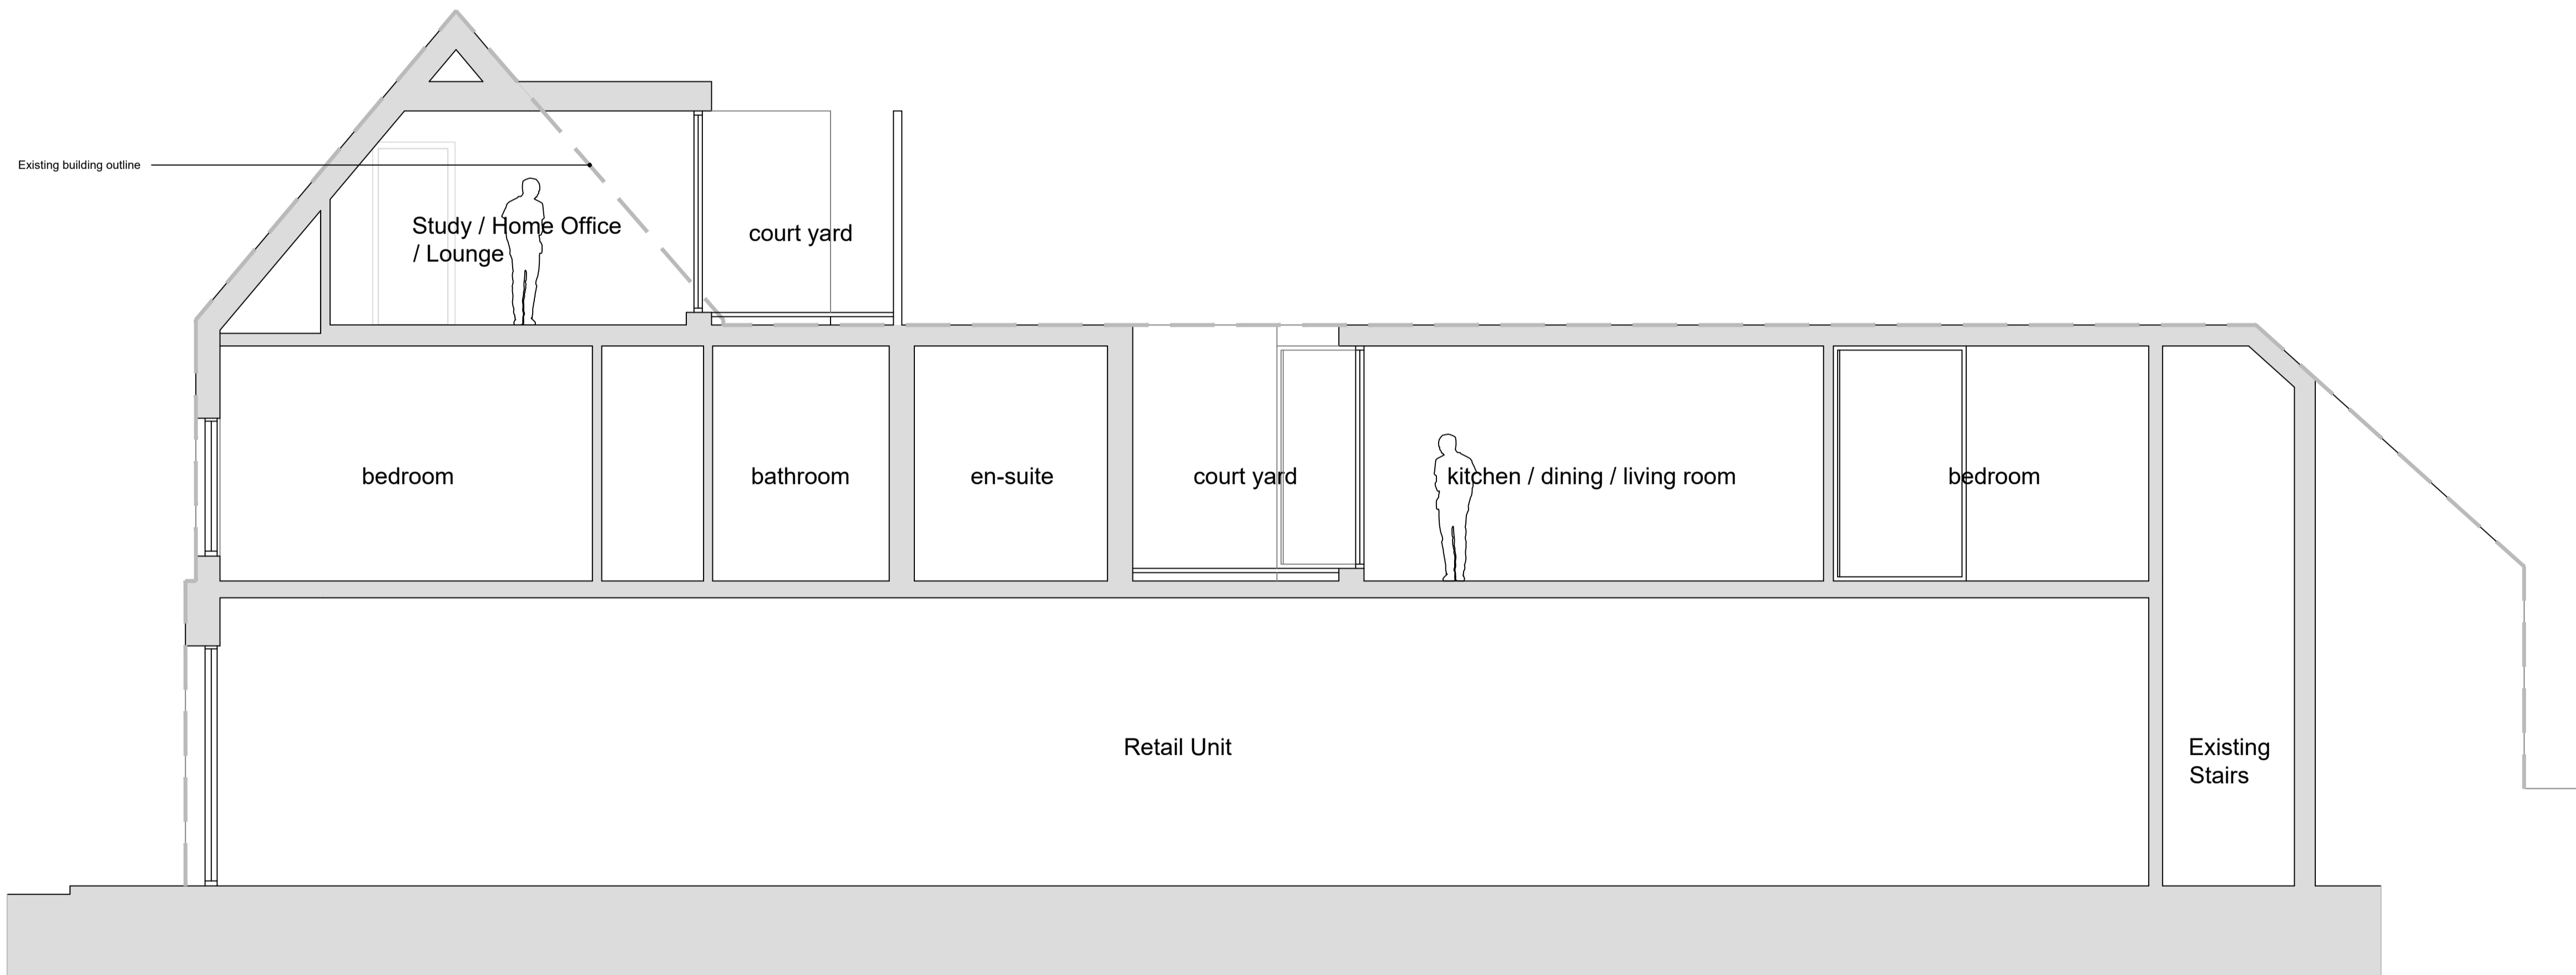 Existing building outline
Study / Home Office
/ Lounge
court yard
bedroom
bathroom
en-suite
court yard
kitchen / dining / living room
bedroom
Retail Unit
Existing
Stairs